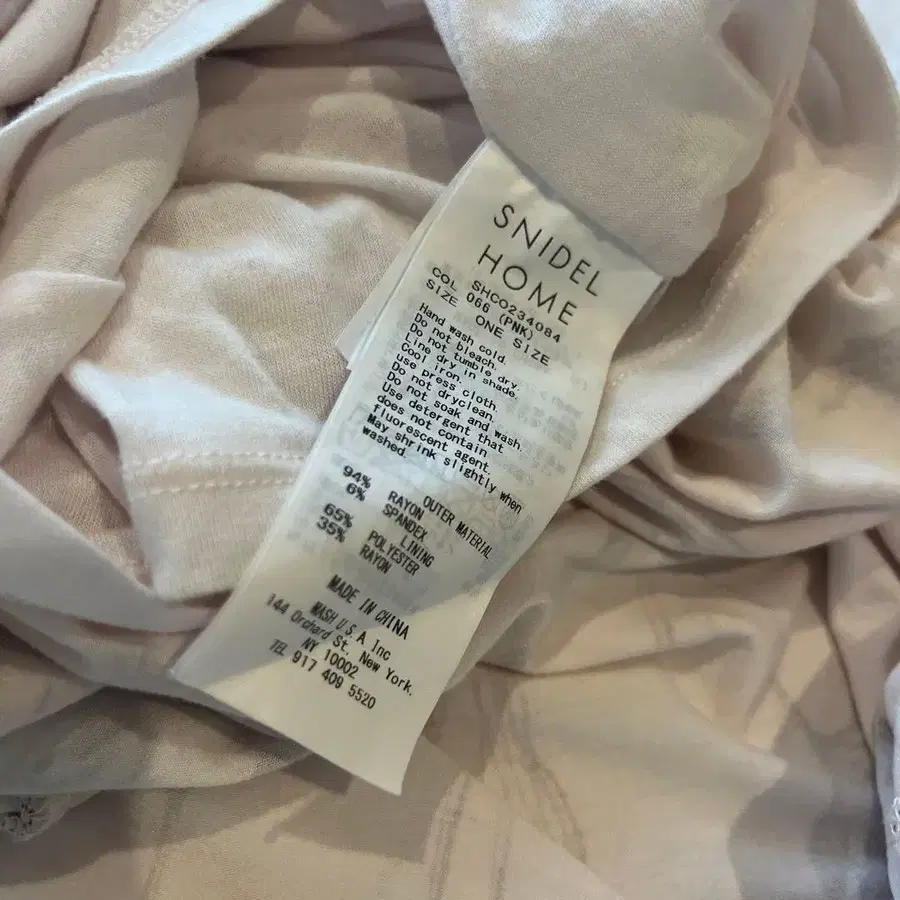 SNIDEL
HOME
SHCO234084
COL 066 (PNK)
SIZE ONE SIZE
Hand wash cold.
Do not bleach.
Do not tumble dry.
Line dry in shade.
Cool iron.
use press cloth.
Do not dryclean.
Do not soak and wash.
Use detergent that
does not contain
fluorescent agent.
May shrink slightly when
washed.
OUTER MATERIAL
94% RAYON
6% SPANDEX
LINING
65% POLYESTER
35% RAYON
MADE IN CHINA
MASH U.S.A Inc
144 Orchard St. New York.
NY 10002
TEL 917 409 5520